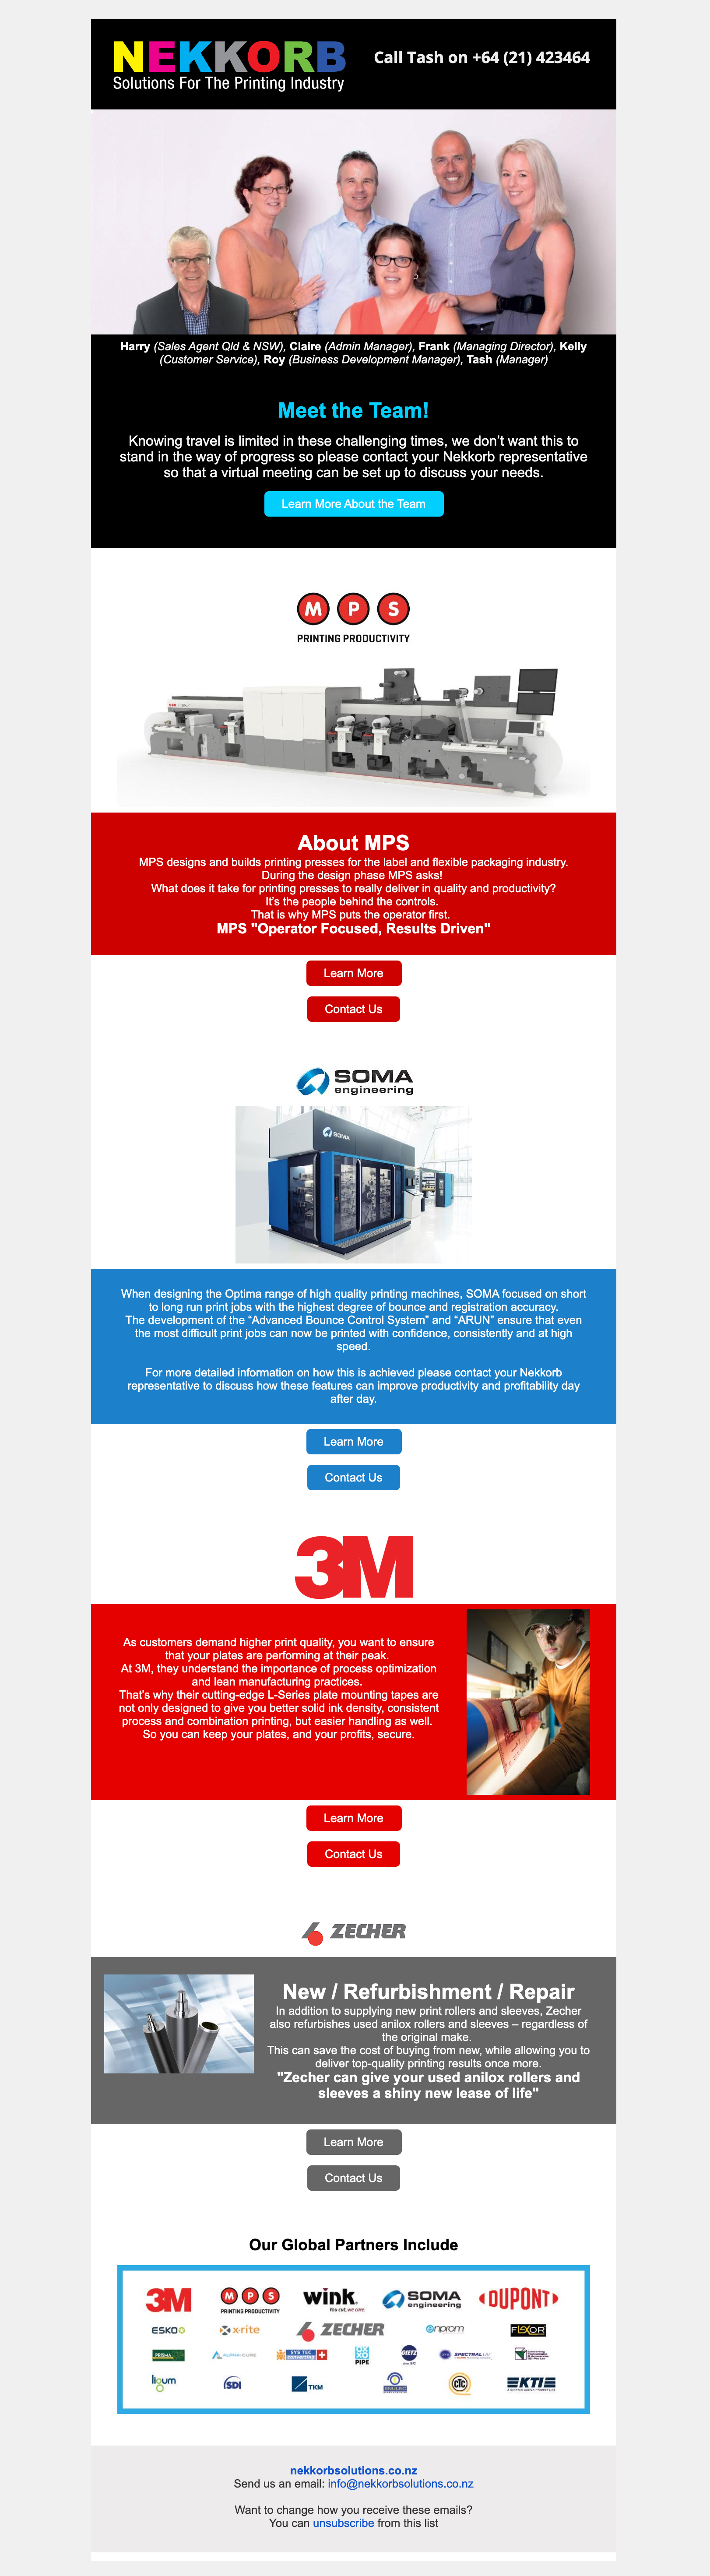 NEKKORB
Solutions For The Printing Industry
Call Tash on +64 (21) 423464
Harry (Sales Agent Qld & NSW), Claire (Admin Manager), Frank (Managing Director), Kelly
(Customer Service), Roy (Business Development Manager), Tash (Manager)
Meet the Team!
Knowing travel is limited in these challenging times, we don’t want this to
stand in the way of progress so please contact your Nekkorb representative
so that a virtual meeting can be set up to discuss your needs.
Learn More About the Team
M P S
PRINTING PRODUCTIVITY
About MPS
MPS designs and builds printing presses for the label and flexible packaging industry.
During the design phase MPS asks!
What does it take for printing presses to really deliver in quality and productivity?
It’s the people behind the controls.
That is why MPS puts the operator first.
MPS "Operator Focused, Results Driven"
Learn More
Contact Us
SOMA
engineering
SOMA
When designing the Optima range of high quality printing machines, SOMA focused on short
to long run print jobs with the highest degree of bounce and registration accuracy.
The development of the “Advanced Bounce Control System” and “ARUN” ensure that even
the most difficult print jobs can now be printed with confidence, consistently and at high
speed.
For more detailed information on how this is achieved please contact your Nekkorb
representative to discuss how these features can improve productivity and profitability day
after day.
Learn More
Contact Us
3M
As customers demand higher print quality, you want to ensure
that your plates are performing at their peak.
At 3M, they understand the importance of process optimization
and lean manufacturing practices.
That’s why their cutting-edge L-Series plate mounting tapes are
not only designed to give you better solid ink density, consistent
process and combination printing, but easier handling as well.
So you can keep your plates, and your profits, secure.
Learn More
Contact Us
ZECHER
New / Refurbishment / Repair
In addition to supplying new print rollers and sleeves, Zecher
also refurbishes used anilox rollers and sleeves – regardless of
the original make.
This can save the cost of buying from new, while allowing you to
deliver top-quality printing results once more.
"Zecher can give your used anilox rollers and
sleeves a shiny new lease of life"
Learn More
Contact Us
Our Global Partners Include
3M
M P S
PRINTING PRODUCTIVITY
wink.
You cut, we care.
SOMA
engineering
DUPONT
ESKO
x·rite
ZECHER
enprom
FLEXOR
PRISMA
ALPHA-CURE
SYS TEC
PIPE
GIETZ
SPECTRAL UV
ligum
SDI
TKM
CTC
KTI
nekkorbsolutions.co.nz
Send us an email: info@nekkorbsolutions.co.nz
Want to change how you receive these emails?
You can unsubscribe from this list